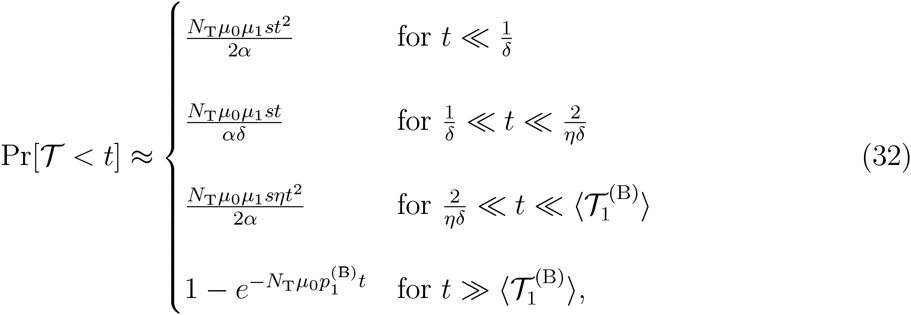 Pr[𝒯 < t] ≈ { N_T μ_0 μ_1 s t^2 / 2α for t ≪ 1/δ
N_T μ_0 μ_1 s t / αδ for 1/δ ≪ t ≪ 2/ηδ
N_T μ_0 μ_1 s η t^2 / 2α for 2/ηδ ≪ t ≪ ⟨𝒯_1^(B)⟩
1 − e^{−N_T μ_0 p_1^(B) t} for t ≫ ⟨𝒯_1^(B)⟩, (32)